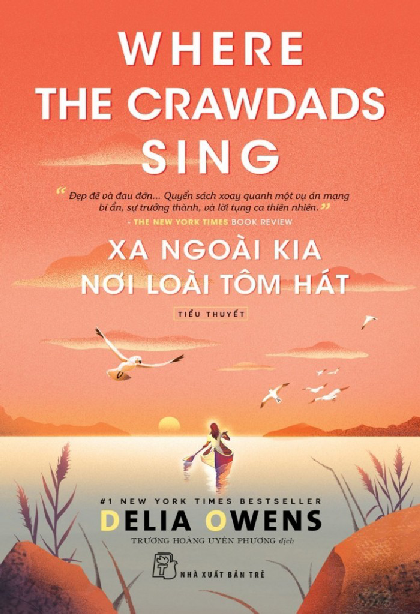 WHERE
THE CRAWDADS
SING
“Đẹp đẽ và đau đớn... Quyển sách xoay quanh một vụ án mạng
bí ẩn, sự trưởng thành, và lời tụng ca thiên nhiên.”
- THE NEW YORK TIMES BOOK REVIEW
XA NGOÀI KIA
NƠI LOÀI TÔM HÁT
TIỂU THUYẾT
#1 NEW YORK TIMES BESTSELLER
DELIA OWENS
TRƯƠNG HOÀNG UYÊN PHƯƠNG dịch
NHÀ XUẤT BẢN TRẺ